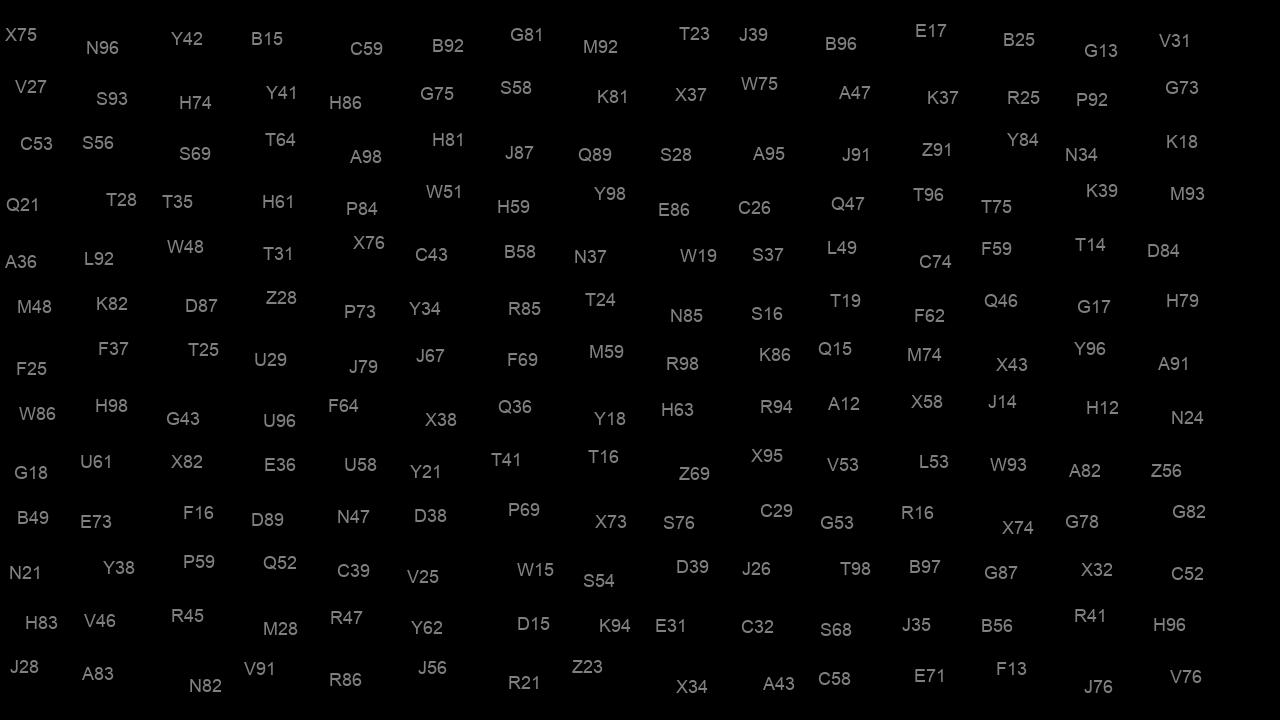 X75 N96 Y42 B15 C59 B92 G81 M92 T23 J39 B96 E17 B25 G13 V31
V27 S93 H74 Y41 H86 G75 S58 K81 X37 W75 A47 K37 R25 P92 G73
C53 S56 S69 T64 A98 H81 J87 Q89 S28 A95 J91 Z91 Y84 N34 K18
Q21 T28 T35 H61 P84 W51 H59 Y98 E86 C26 Q47 T96 T75 K39 M93
A36 L92 W48 T31 X76 C43 B58 N37 W19 S37 L49 C74 F59 T14 D84
M48 K82 D87 Z28 P73 Y34 R85 T24 N85 S16 T19 F62 Q46 G17 H79
F25 F37 T25 U29 J79 J67 F69 M59 R98 K86 Q15 M74 X43 Y96 A91
W86 H98 G43 U96 F64 X38 Q36 Y18 H63 R94 A12 X58 J14 H12 N24
G18 U61 X82 E36 U58 Y21 T41 T16 Z69 X95 V53 L53 W93 A82 Z56
B49 E73 F16 D89 N47 D38 P69 X73 S76 C29 G53 R16 X74 G78 G82
N21 Y38 P59 Q52 C39 V25 W15 S54 D39 J26 T98 B97 G87 X32 C52
H83 V46 R45 M28 R47 Y62 D15 K94 E31 C32 S68 J35 B56 R41 H96
J28 A83 N82 V91 R86 J56 R21 Z23 X34 A43 C58 E71 F13 J76 V76